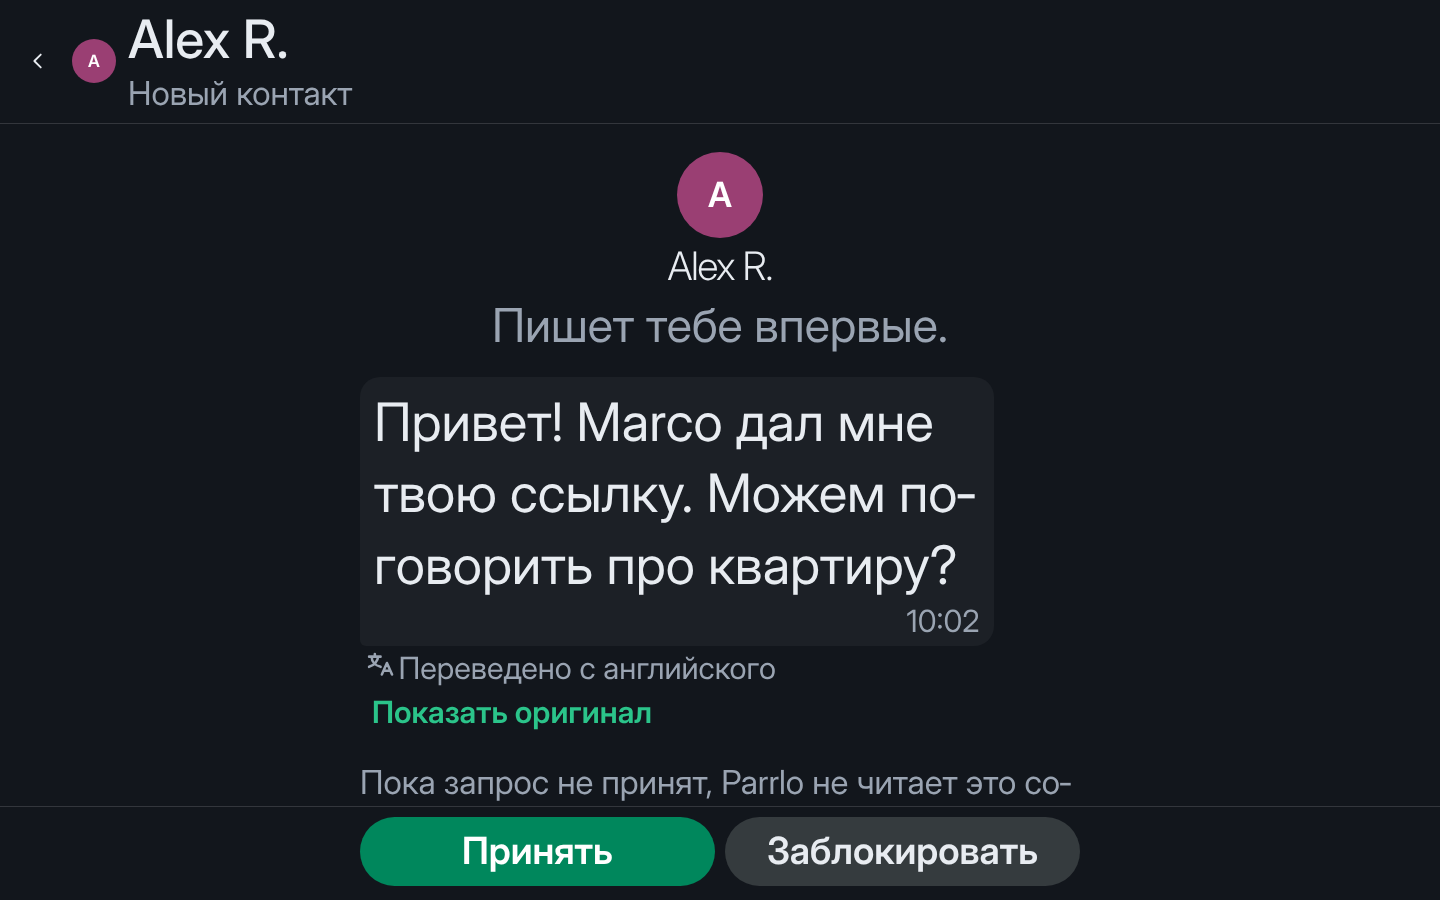 A
Alex R.
Новый контакт
A
Alex R.
Пишет тебе впервые.
Привет! Marco дал мне
твою ссылку. Можем по-
говорить про квартиру?
10:02
Переведено с английского
Показать оригинал
Пока запрос не принят, Parrlo не читает это со-
Принять
Заблокировать